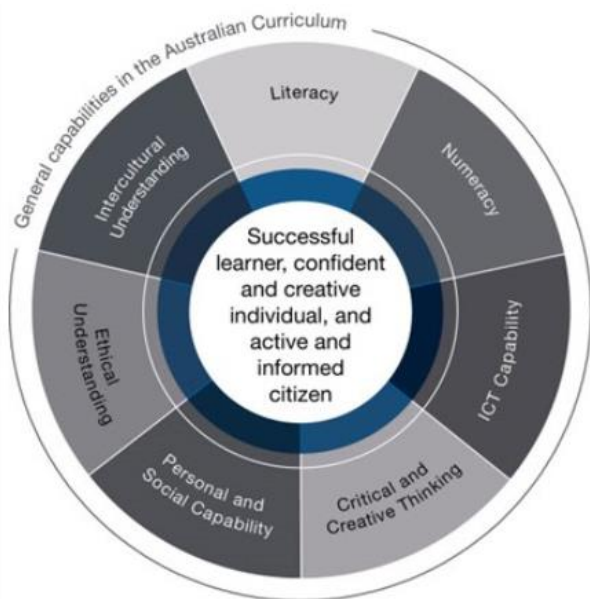 General capabilities in the Australian Curriculum
Literacy
Numeracy
ICT Capability
Critical and
Creative Thinking
Personal and
Social Capability
Ethical
Understanding
Intercultural
Understanding
Successful
learner, confident
and creative
individual, and
active and
informed
citizen